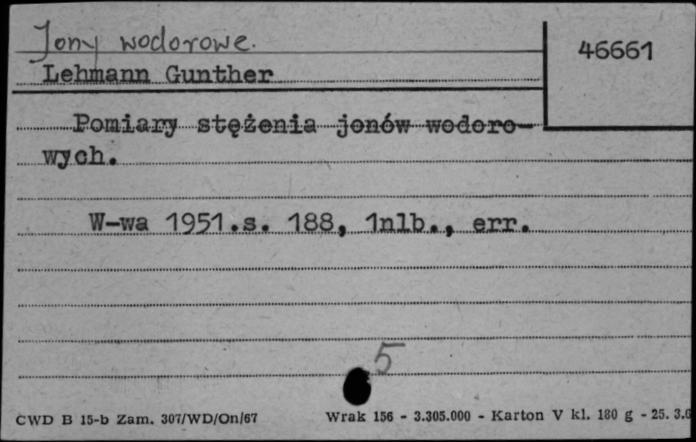 Jony wodorowe.
46661
Lehmann Gunther
Pomiary stężenia jonów wodoro-
wych.
W-wa 1951.s. 188, 1nlb., err.
5
CWD B 15-b Zam. 307/WD/On/67 Wrak 156 - 3.305.000 - Karton V kl. 180 g - 25. 3.6